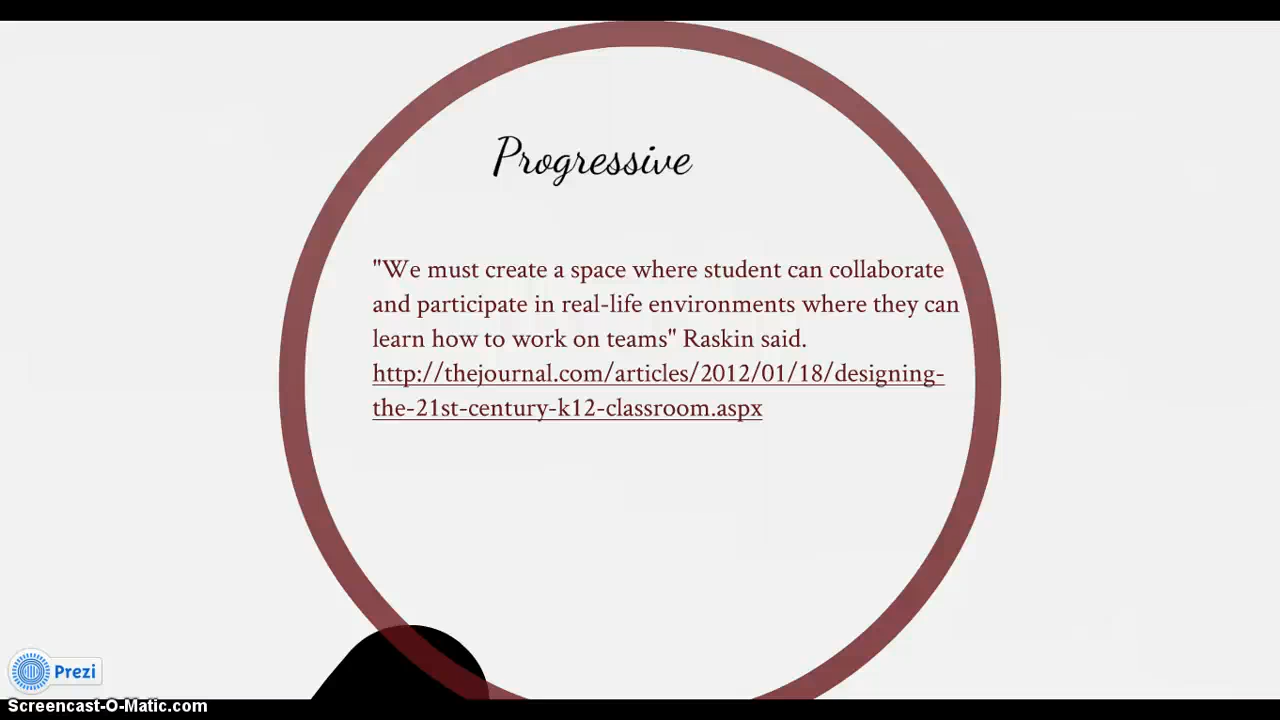 Progressive
"We must create a space where student can collaborate
and participate in real-life environments where they can
learn how to work on teams" Raskin said.
http://thejournal.com/articles/2012/01/18/designing-
the-21st-century-k12-classroom.aspx
Prezi
Screencast-O-Matic.com